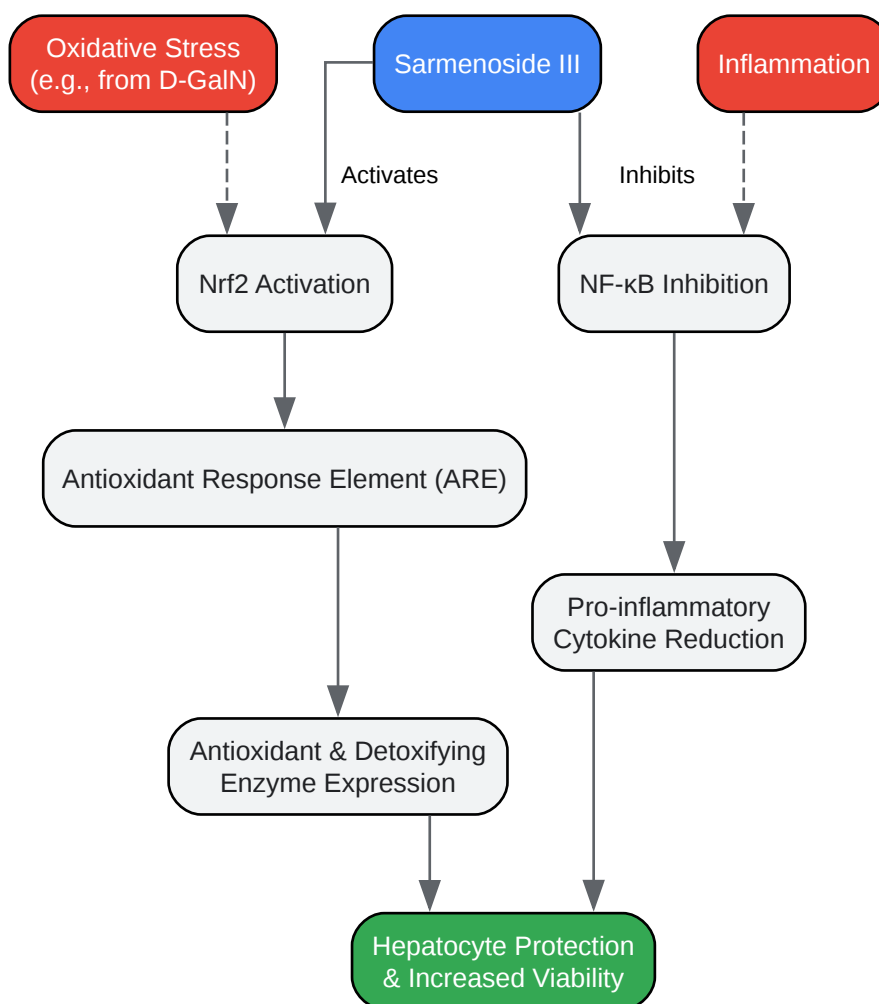 Oxidative Stress
(e.g., from D-GalN)
Sarmenoside III
Inflammation
Activates
Inhibits
Nrf2 Activation
NF-κB Inhibition
Antioxidant Response Element (ARE)
Pro-inflammatory
Cytokine Reduction
Antioxidant & Detoxifying
Enzyme Expression
Hepatocyte Protection
& Increased Viability